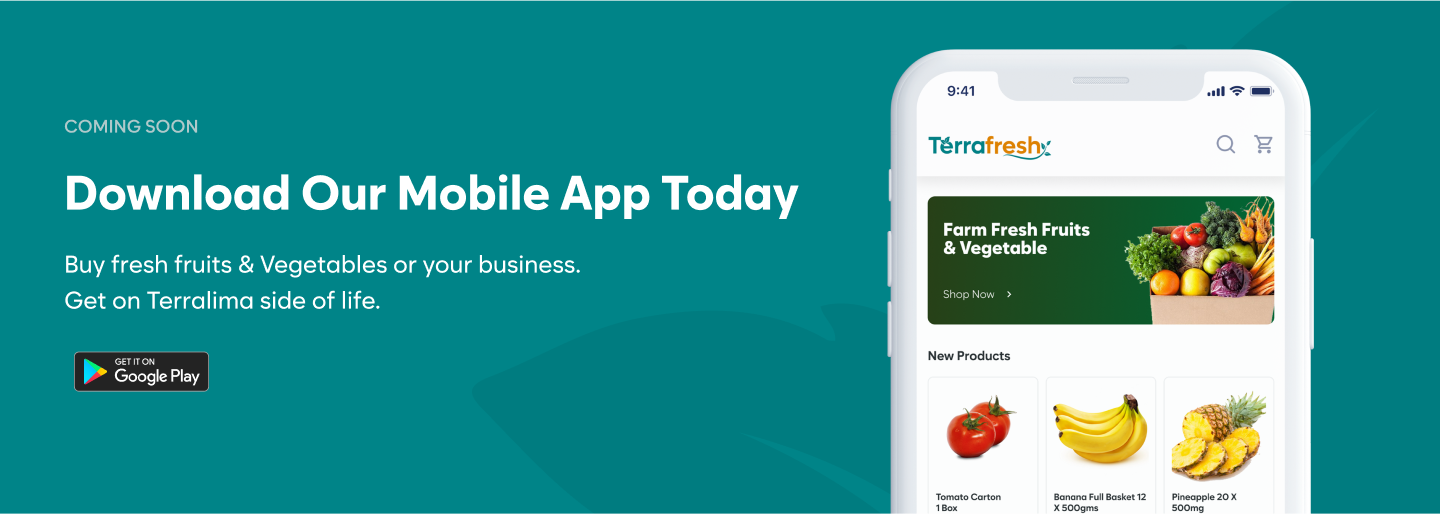 COMING SOON
Download Our Mobile App Today
Buy fresh fruits & Vegetables or your business.
Get on Terralima side of life.
GET IT ON
Google Play
9:41
Terrafresh
Farm Fresh Fruits
& Vegetable
Shop Now
New Products
Tomato Carton
1 Box
Banana Full Basket 12
X 500gms
Pineapple 20 X
500mg